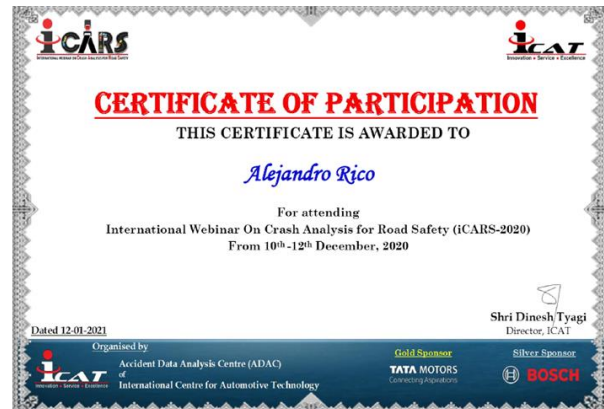 iCARS
INTERNATIONAL WEBINAR ON CRASH ANALYSIS FOR ROAD SAFETY
iCAT
Innovation • Service • Excellence
CERTIFICATE OF PARTICIPATION
THIS CERTIFICATE IS AWARDED TO
Alejandro Rico
For attending
International Webinar On Crash Analysis for Road Safety (iCARS-2020)
From 10th -12th December, 2020
Shri Dinesh Tyagi
Director, ICAT
Dated 12-01-2021
Organised by
iCAT
Innovation • Service • Excellence
Accident Data Analysis Centre (ADAC)
of
International Centre for Automotive Technology
Gold Sponsor
TATA MOTORS
Connecting Aspirations
Silver Sponsor
BOSCH